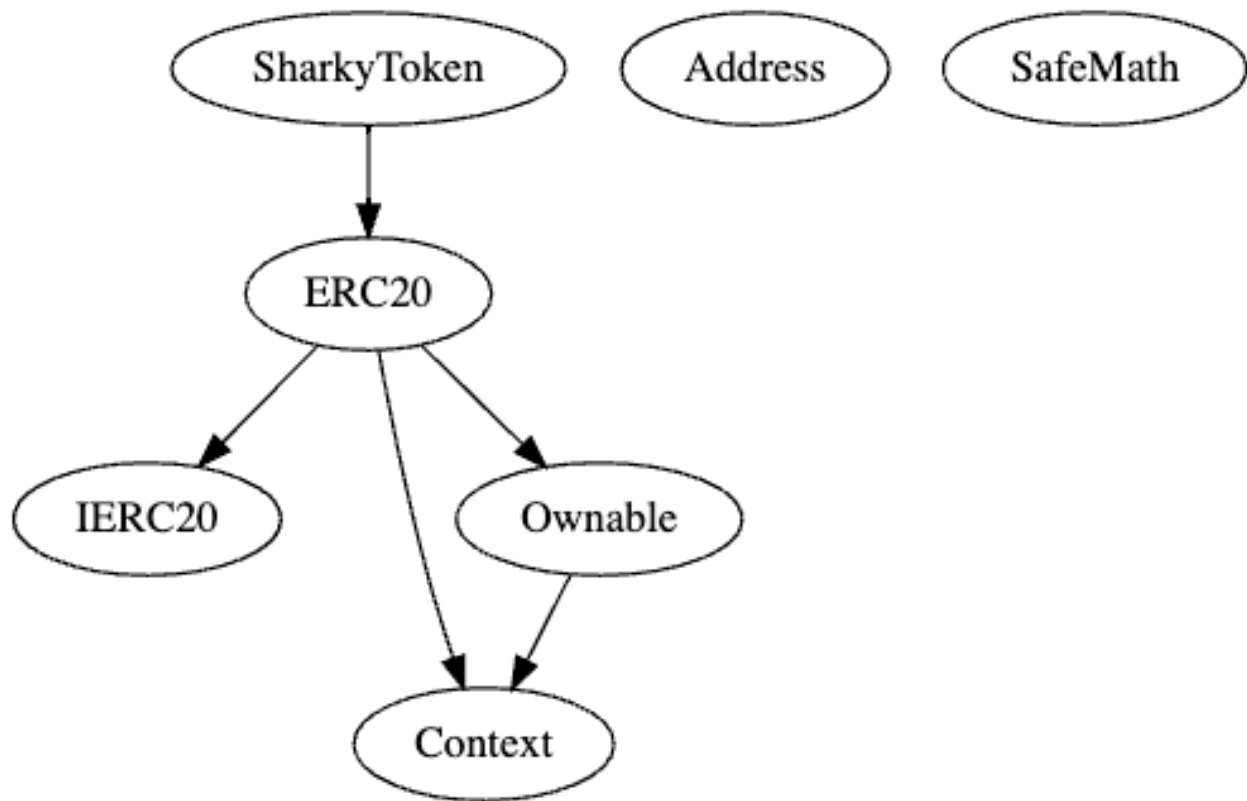 SharkyToken
Address
SafeMath
ERC20
IERC20
Ownable
Context